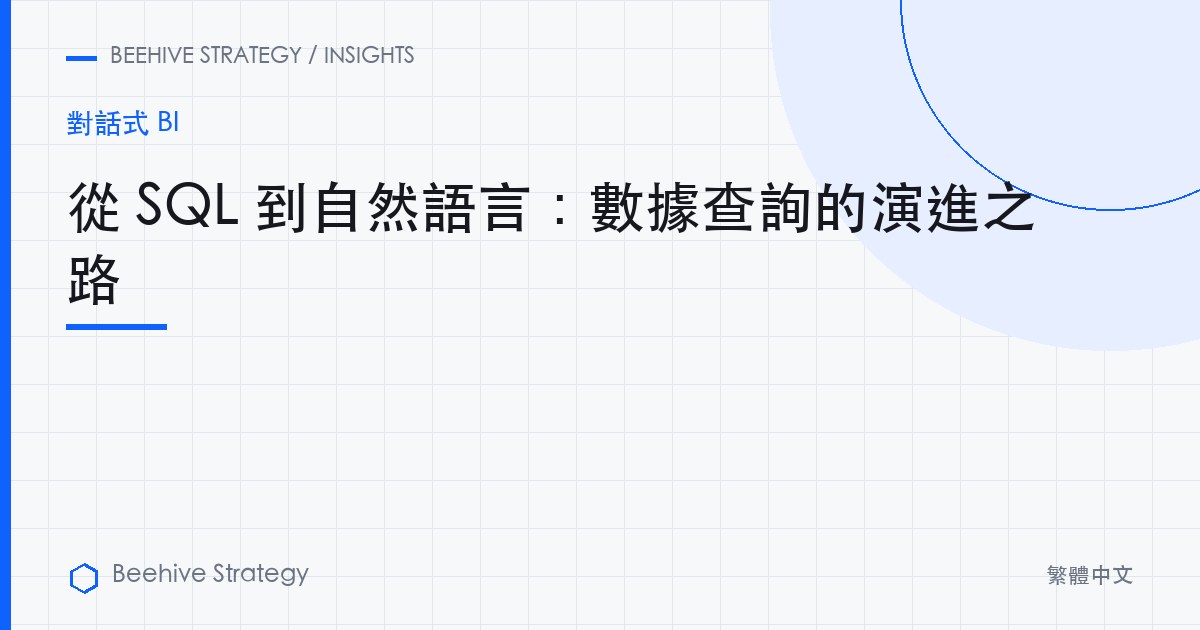 BEEHIVE STRATEGY / INSIGHTS
對話式 BI
從 SQL 到自然語言：數據查詢的演進之
路
Beehive Strategy
繁體中文